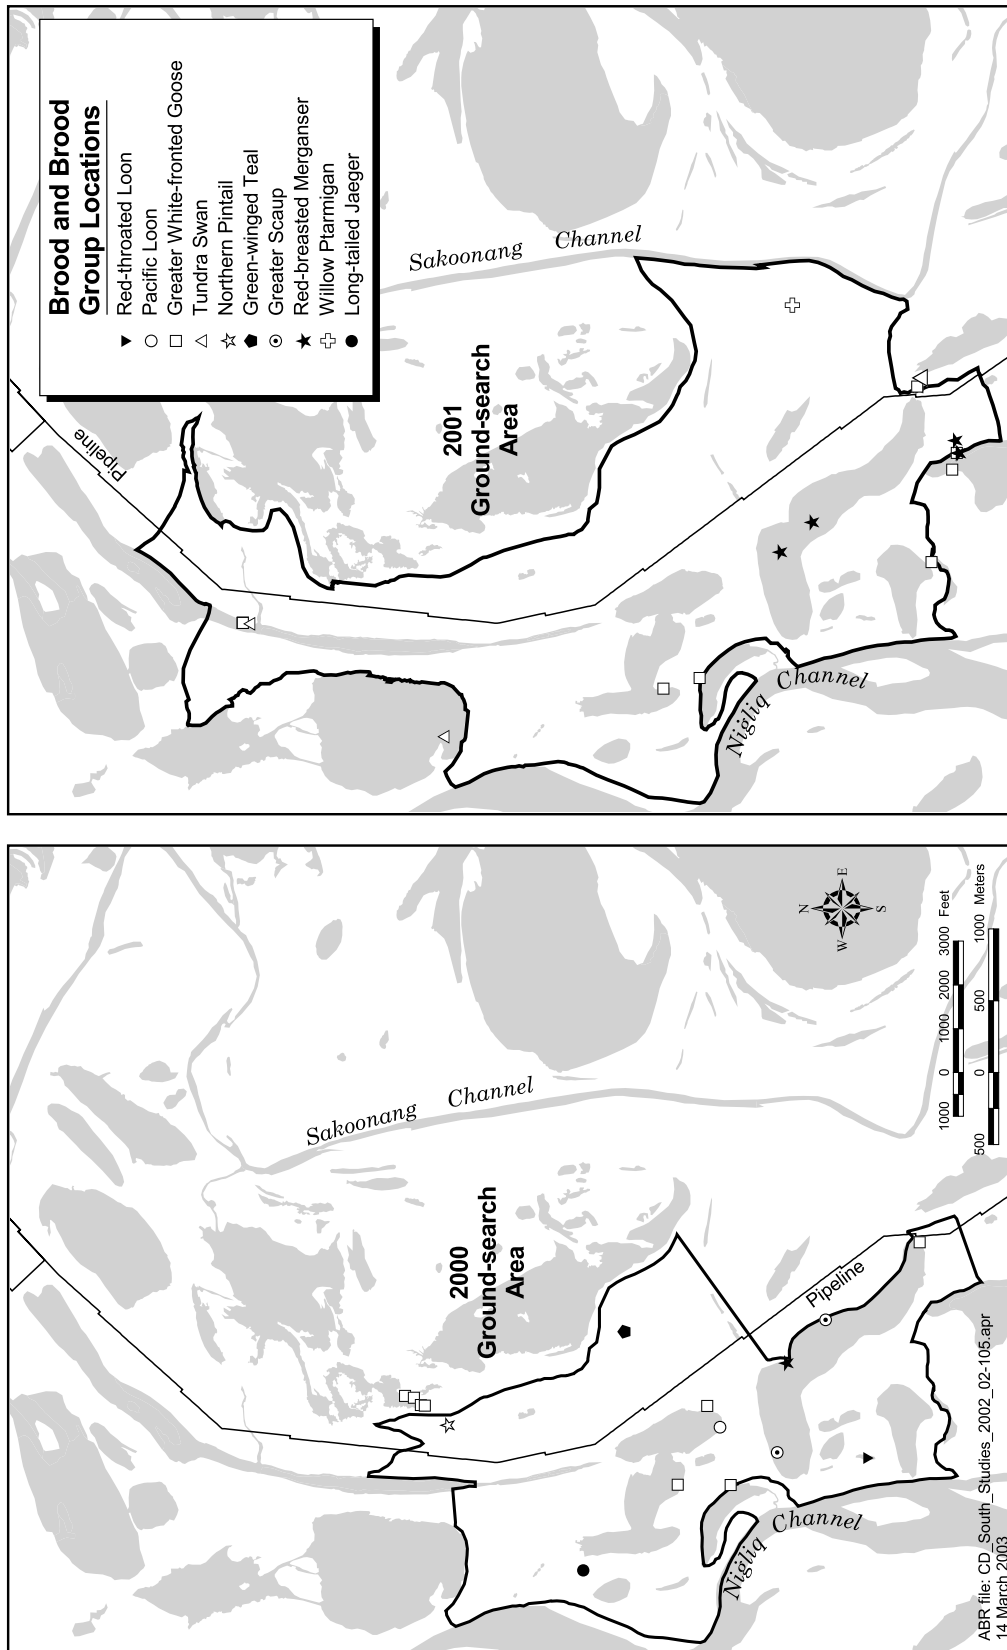 Brood and Brood
Group Locations
Red-throated Loon
Pacific Loon
Greater White-fronted Goose
Tundra Swan
Northern Pintail
Green-winged Teal
Greater Scaup
Red-breasted Merganser
Willow Ptarmigan
Long-tailed Jaeger
Pipeline
Sakoonang Channel
2001
Ground-search
Area
Nigliq Channel
Sakoonang Channel
2000
Ground-search
Area
Pipeline
Nigliq Channel
N
W E
S
1000 0 1000 2000 3000 Feet
500 0 500 1000 Meters
ABR file: CD_South_Studies_2002_02-105.apr
14 March 2003